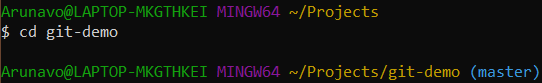 Arunavo@LAPTOP-MKGTHKEI MINGW64 ~/Projects
$ cd git-demo
Arunavo@LAPTOP-MKGTHKEI MINGW64 ~/Projects/git-demo (master)